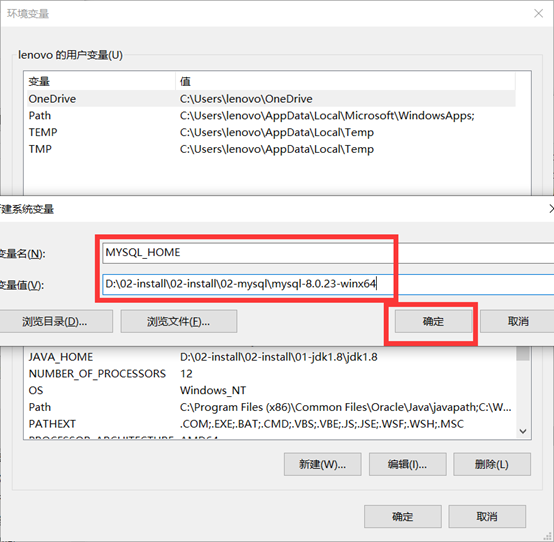 环境变量
lenovo 的用户变量(U)
变量 值
OneDrive C:\Users\lenovo\OneDrive
Path C:\Users\lenovo\AppData\Local\Microsoft\WindowsApps;
TEMP C:\Users\lenovo\AppData\Local\Temp
TMP C:\Users\lenovo\AppData\Local\Temp
建系统变量
变量名(N): MYSQL_HOME
变量值(V): D:\02-install\02-install\02-mysql\mysql-8.0.23-winx64
浏览目录(D)... 浏览文件(F)... 确定 取消
JAVA_HOME D:\02-install\02-install\01-jdk1.8\jdk1.8
NUMBER_OF_PROCESSORS 12
OS Windows_NT
Path C:\Program Files (x86)\Common Files\Oracle\Java\javapath;C:\W...
PATHEXT .COM;.EXE;.BAT;.CMD;.VBS;.VBE;.JS;.JSE;.WSF;.WSH;.MSC
PROCESSOR_ARCHITECTURE AMD64
新建(W)... 编辑(I)... 删除(L)
确定 取消